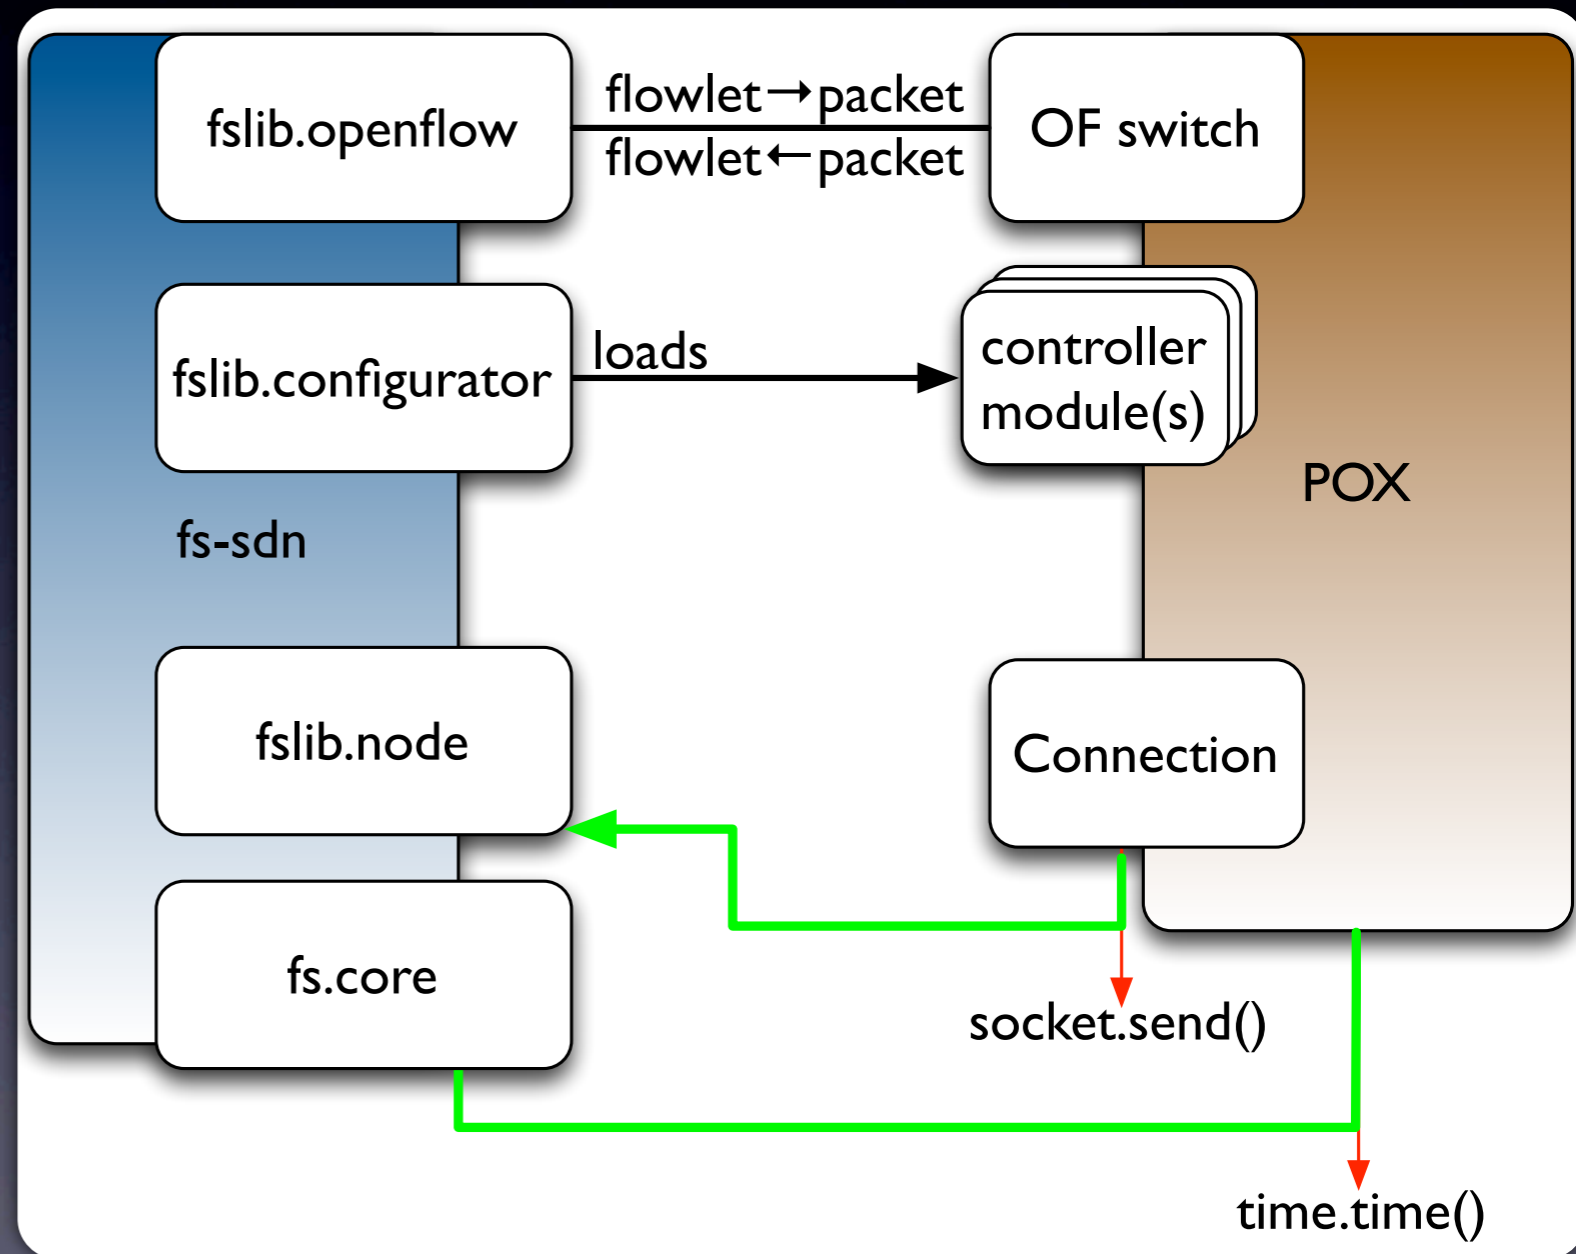 fslib.openflow
flowlet→packet
flowlet←packet
OF switch
fslib.configurator
loads
controller
module(s)
POX
fs-sdn
fslib.node
Connection
fs.core
socket.send()
time.time()